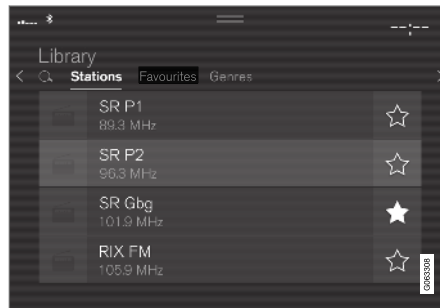 --:--
Library
Stations Favourites Genres
SR P1
89.3 MHz
SR P2
96.3 MHz
SR Gbg
101.9 MHz
RIX FM
105.9 MHz
G063308